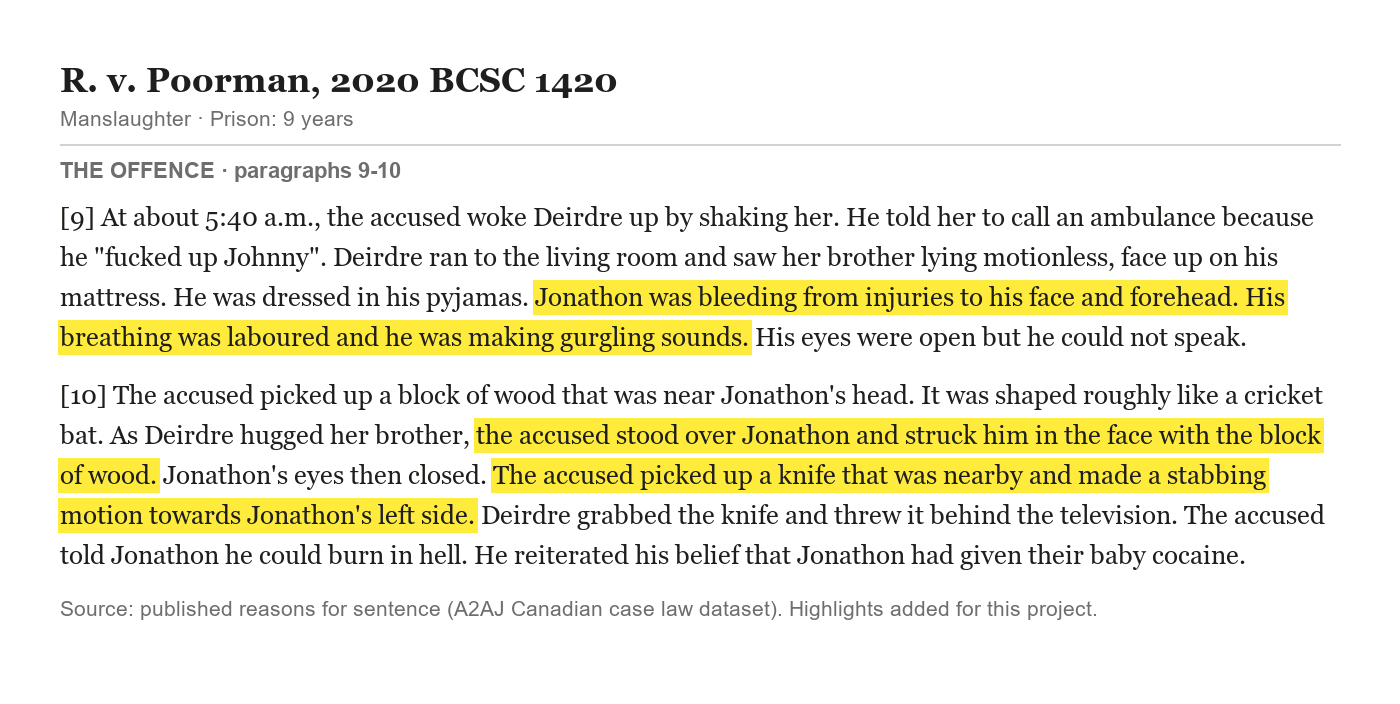 R. v. Poorman, 2020 BCSC 1420
Manslaughter · Prison: 9 years
THE OFFENCE · paragraphs 9-10
[9] At about 5:40 a.m., the accused woke Deirdre up by shaking her. He told her to call an ambulance because
he "fucked up Johnny". Deirdre ran to the living room and saw her brother lying motionless, face up on his
mattress. He was dressed in his pyjamas. Jonathon was bleeding from injuries to his face and forehead. His
breathing was laboured and he was making gurgling sounds. His eyes were open but he could not speak.
[10] The accused picked up a block of wood that was near Jonathon's head. It was shaped roughly like a cricket
bat. As Deirdre hugged her brother, the accused stood over Jonathon and struck him in the face with the block
of wood. Jonathon's eyes then closed. The accused picked up a knife that was nearby and made a stabbing
motion towards Jonathon's left side. Deirdre grabbed the knife and threw it behind the television. The accused
told Jonathon he could burn in hell. He reiterated his belief that Jonathon had given their baby cocaine.
Source: published reasons for sentence (A2AJ Canadian case law dataset). Highlights added for this project.